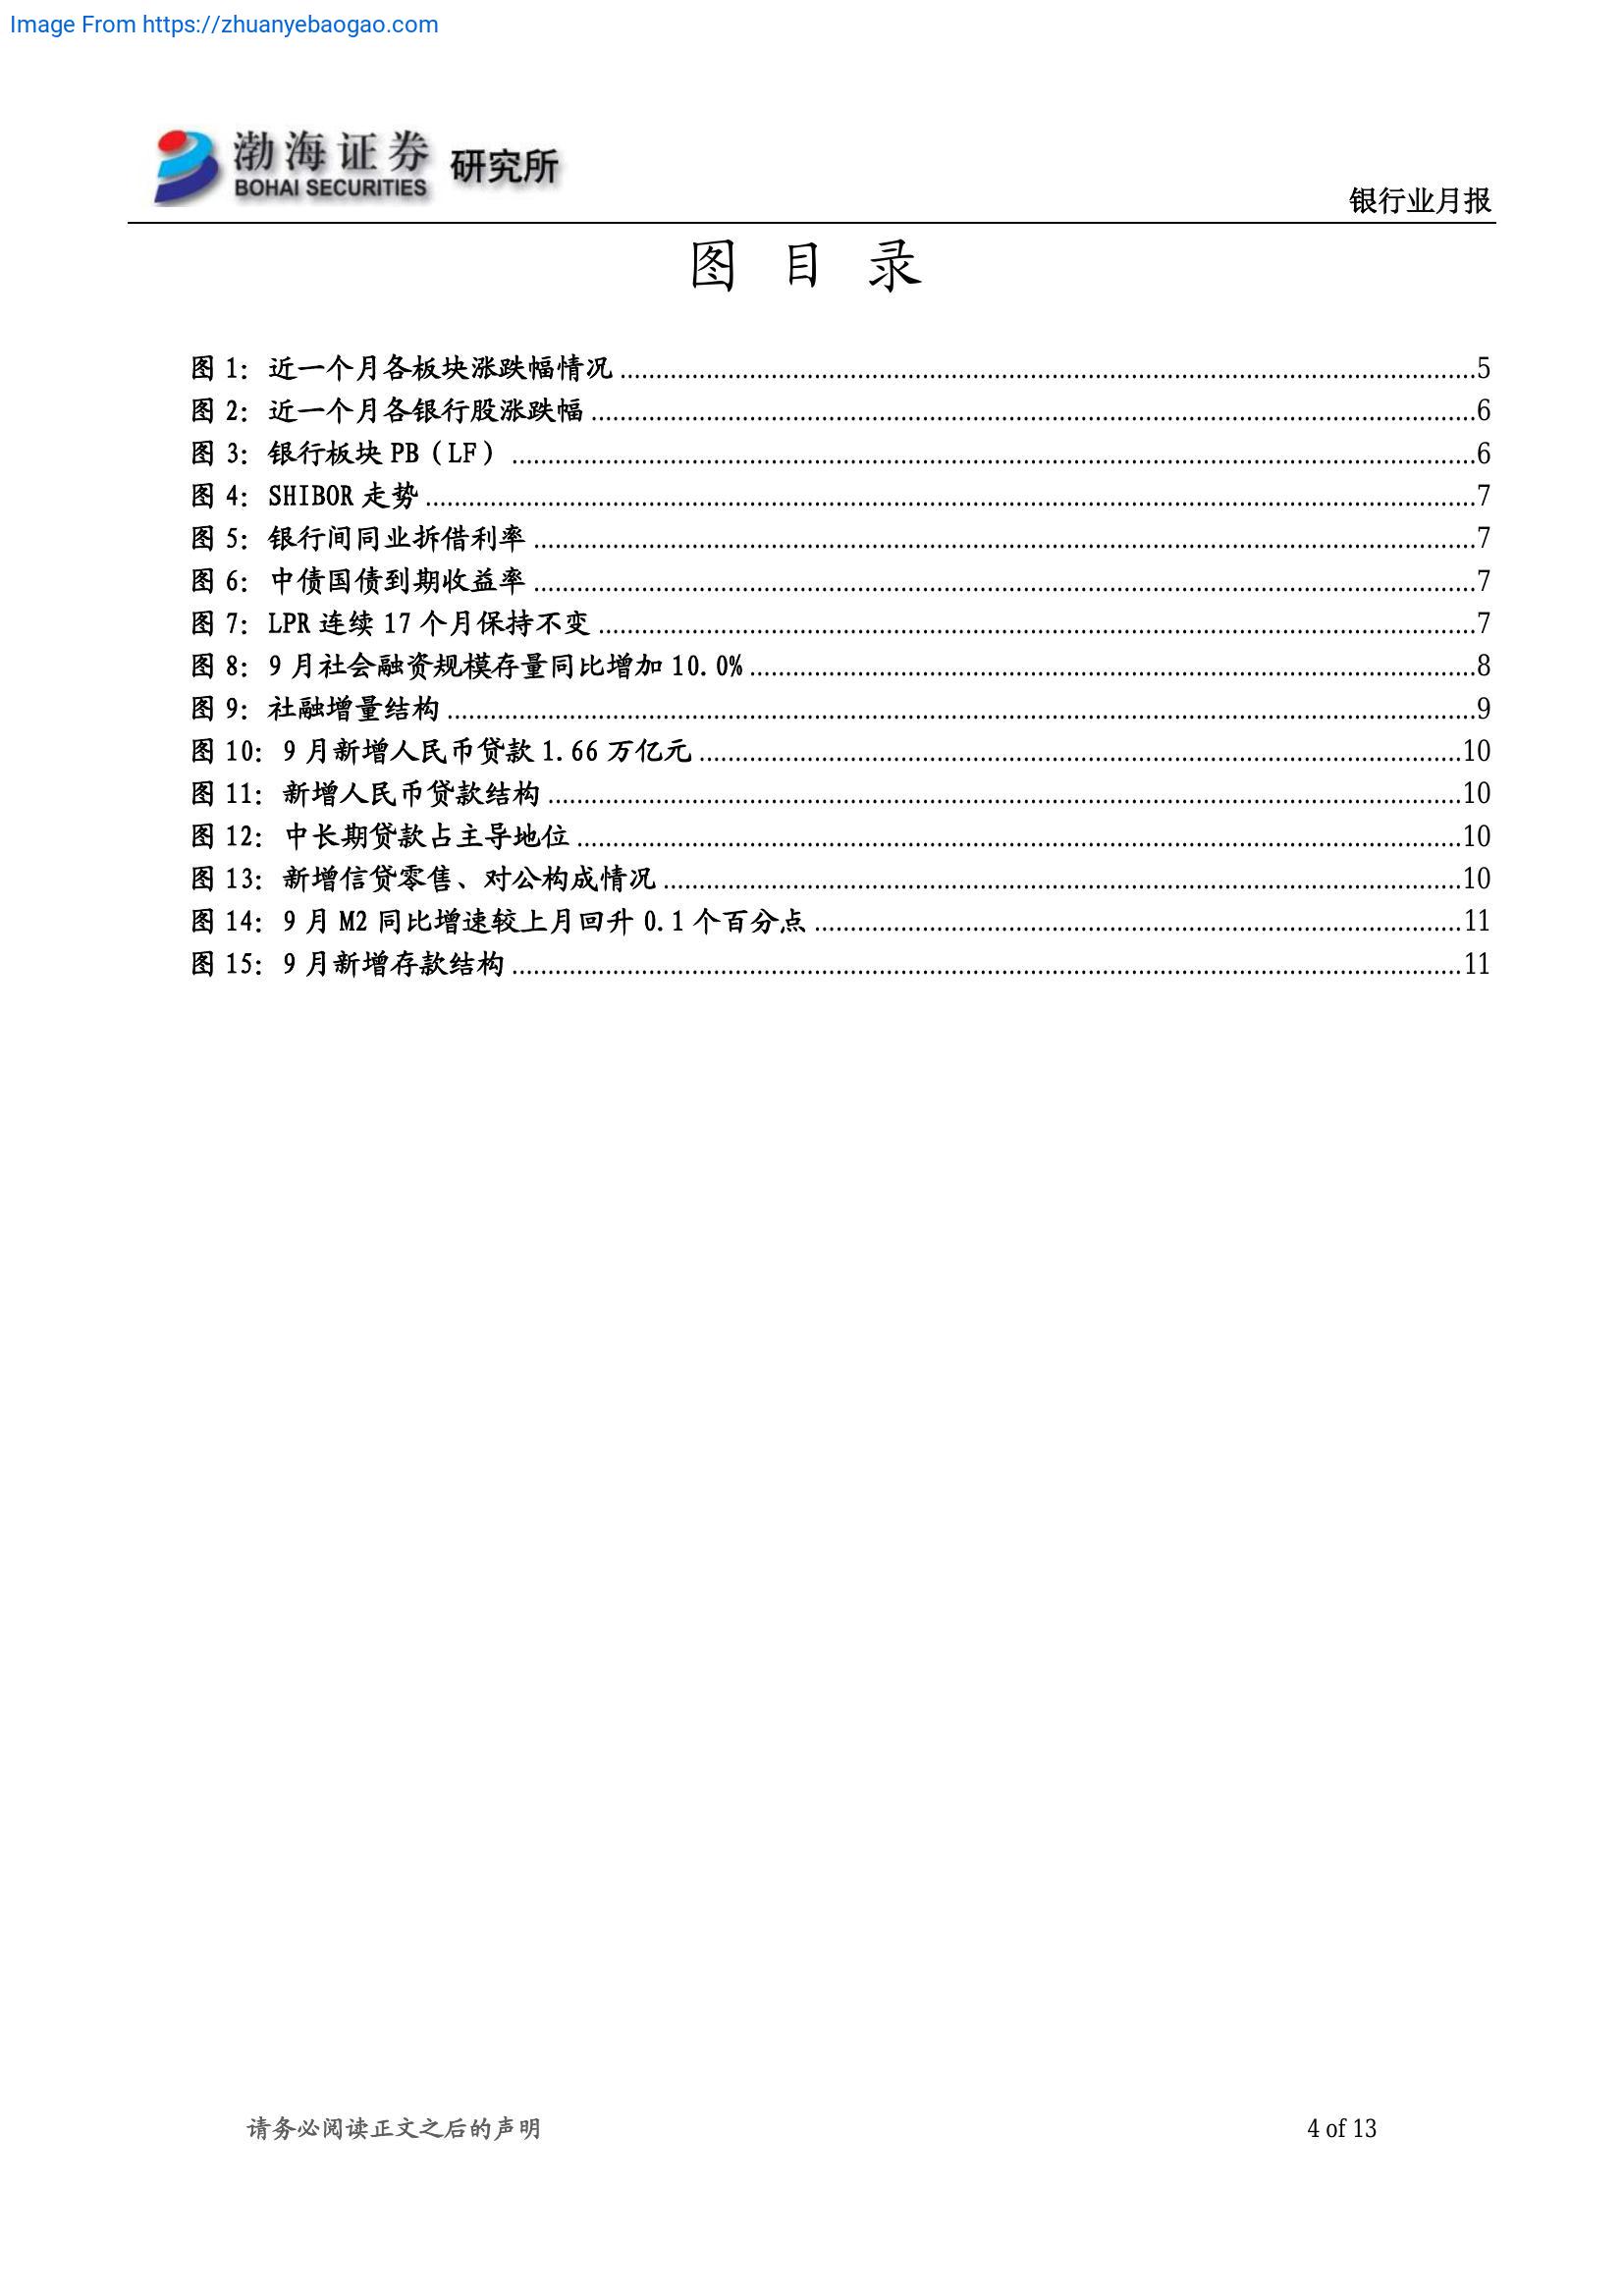 Image From https://zhuanyebaogao.com
渤海证券 研究所
BOHAI SECURITIES
银行业月报
图 目 录
图 1：近一个月各板块涨跌幅情况 ........................................ 5
图 2：近一个月各银行股涨跌幅 ........................................ 6
图 3：银行板块 PB（LF） ........................................ 6
图 4：SHIBOR 走势 ........................................ 7
图 5：银行间同业拆借利率 ........................................ 7
图 6：中债国债到期收益率 ........................................ 7
图 7：LPR 连续 17 个月保持不变 ........................................ 7
图 8：9 月社会融资规模存量同比增加 10.0% ........................................ 8
图 9：社融增量结构 ........................................ 9
图 10：9 月新增人民币贷款 1.66 万亿元 ........................................ 10
图 11：新增人民币贷款结构 ........................................ 10
图 12：中长期贷款占主导地位 ........................................ 10
图 13：新增信贷零售、对公构成情况 ........................................ 10
图 14：9 月 M2 同比增速较上月回升 0.1 个百分点 ........................................ 11
图 15：9 月新增存款结构 ........................................ 11
请务必阅读正文之后的声明 4 of 13